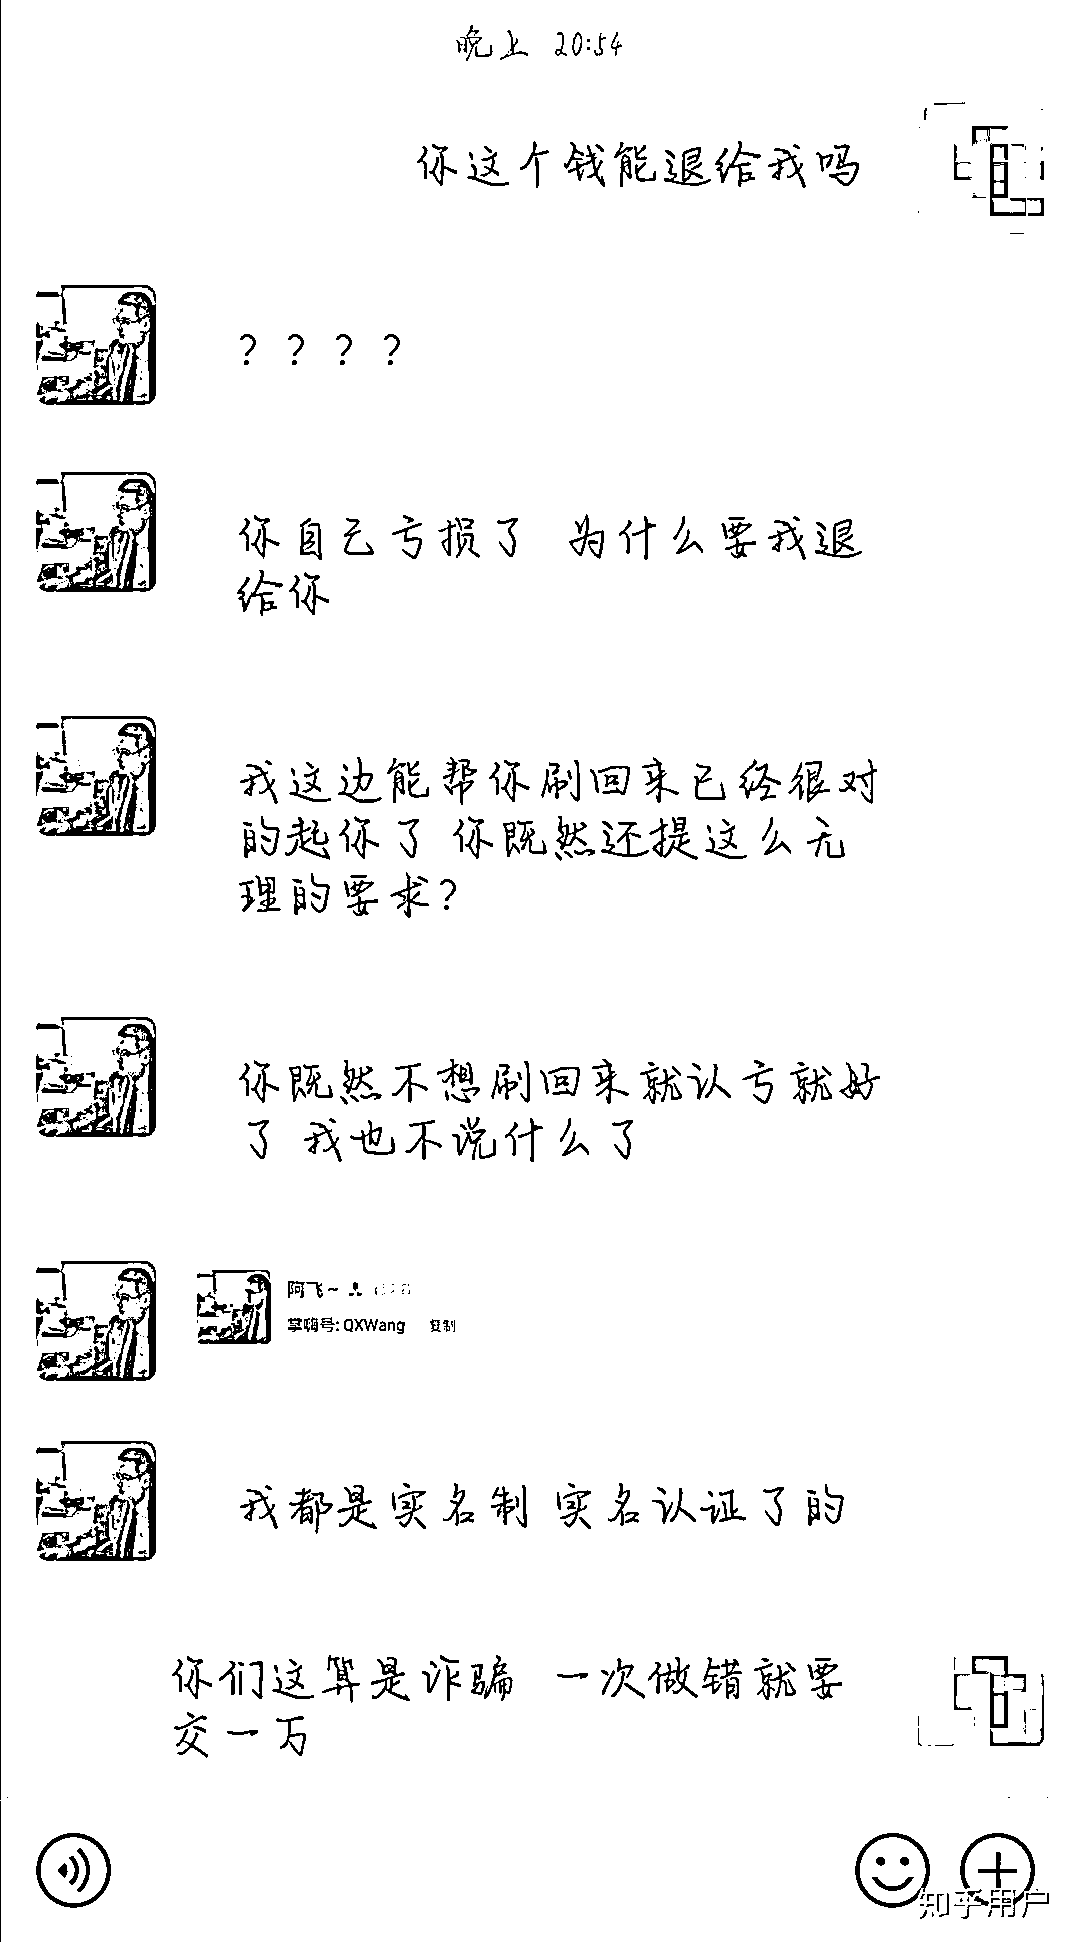 晚上 20:54
你这个钱能退给我吗
？？？？
你自己亏损了 为什么要我退
给你
我这边能帮你刷回来已经很对
的起你了 你既然还提这么无
理的要求？
你既然不想刷回来就认亏就好
了 我也不说什么了
阿飞~
掌嗨号: QXWang 复制
我都是实名制 实名认证了的
你们这算是诈骗 一次做错就要
交一万
知乎用户